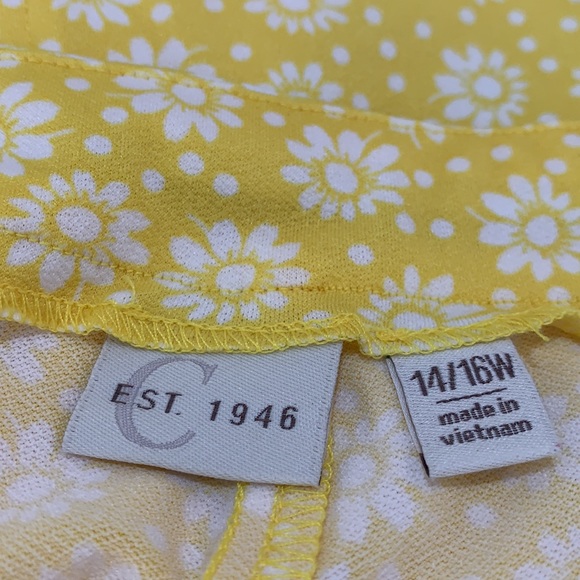 C
EST. 1946
14/16W
made in
vietnam